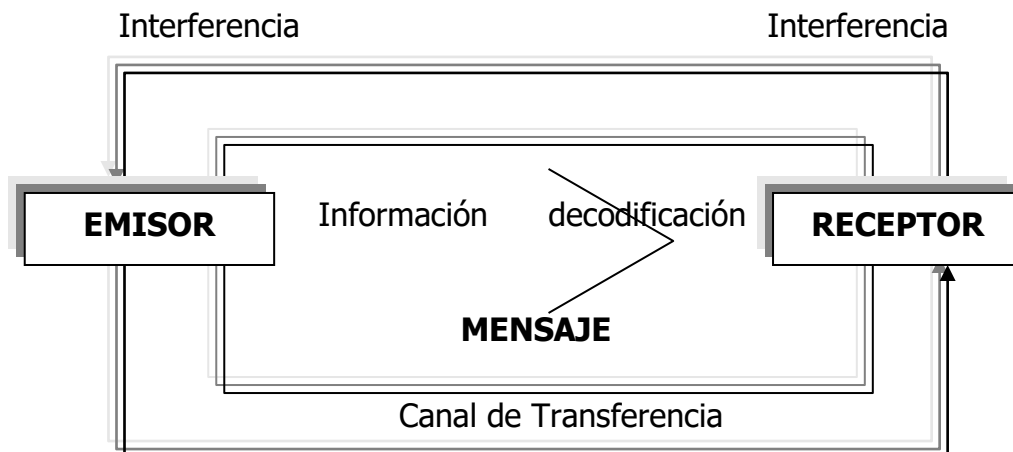 Interferencia Interferencia
EMISOR Información decodificación RECEPTOR
MENSAJE
Canal de Transferencia